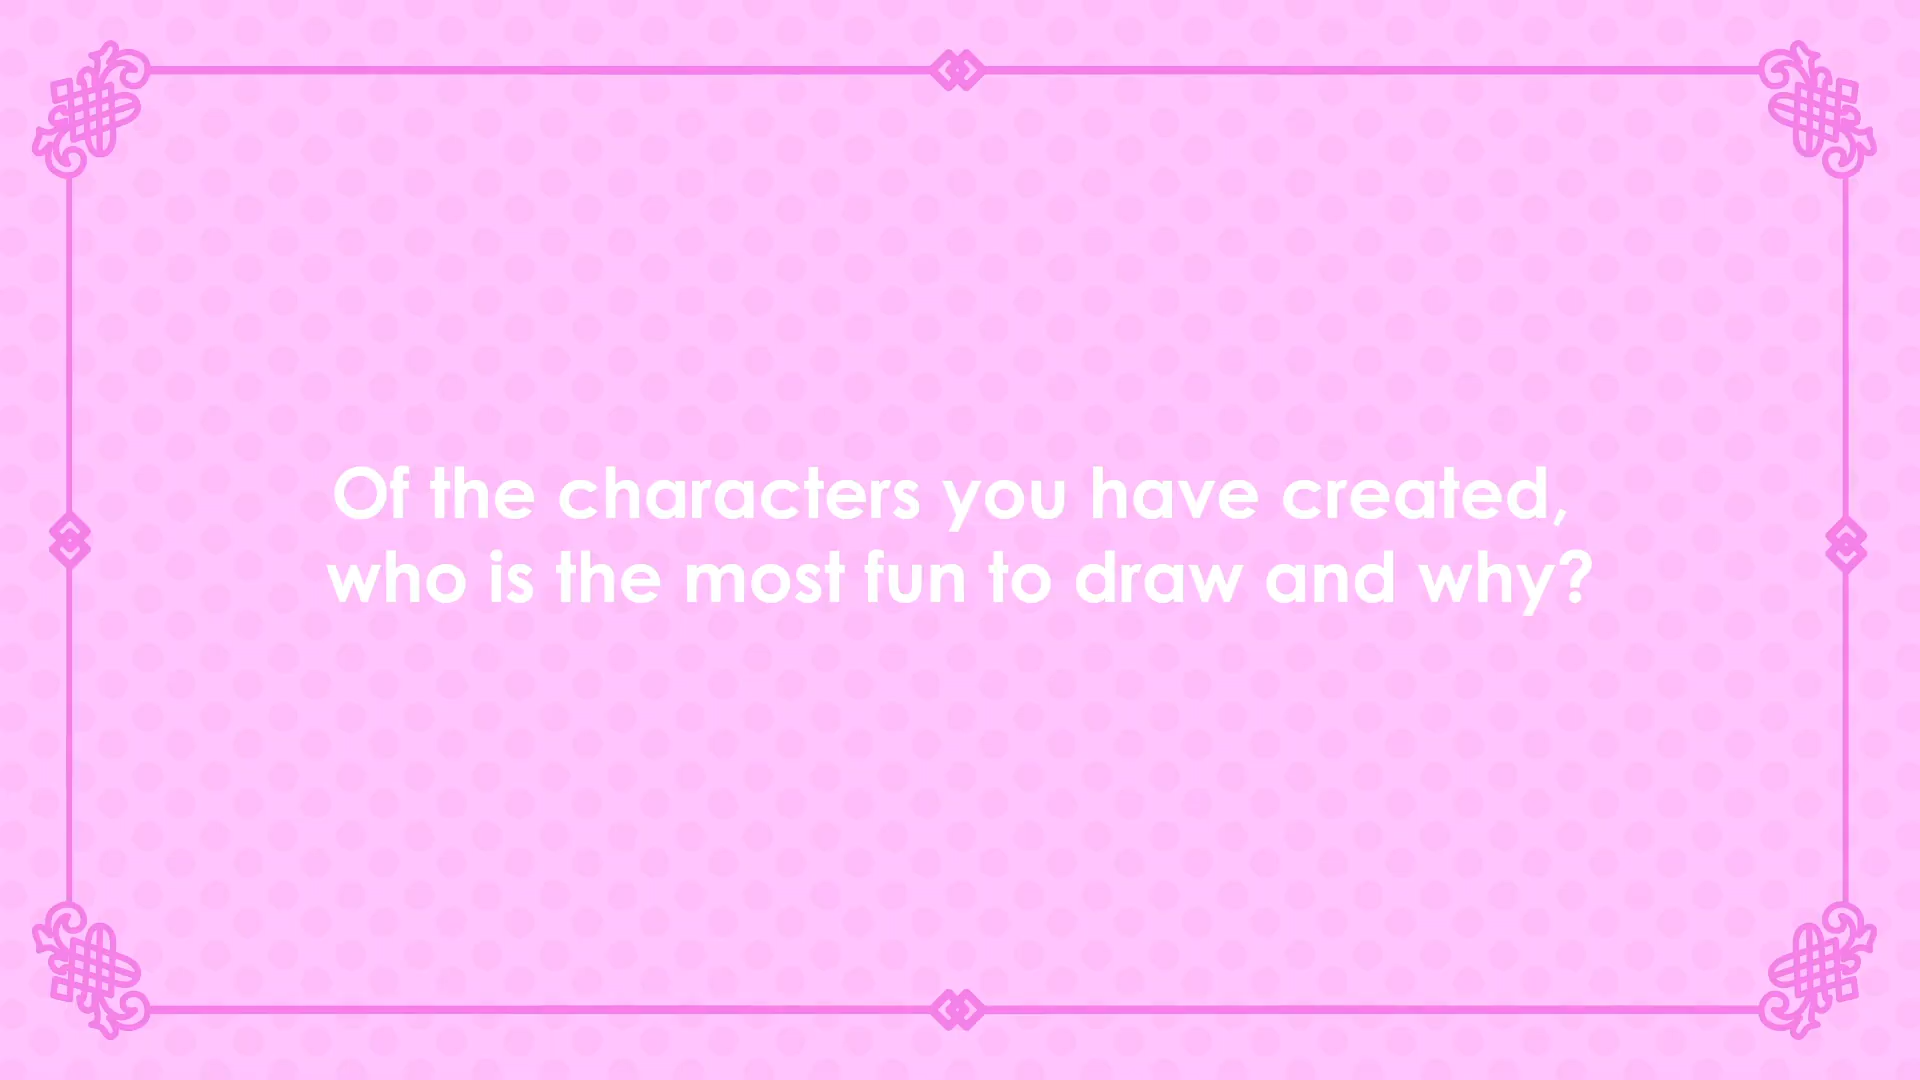 Of the characters you have created,
who is the most fun to draw and why?